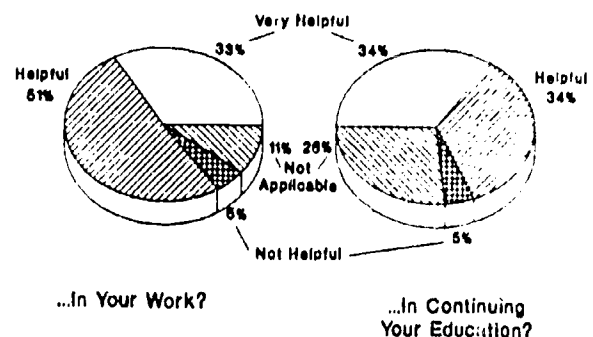 Very Helpful
33%
34%
Helpful
51%
Helpful
34%
11%
26%
Not
Applicable
5%
Not Helpful
...In Your Work?
...In Continuing
Your Education?